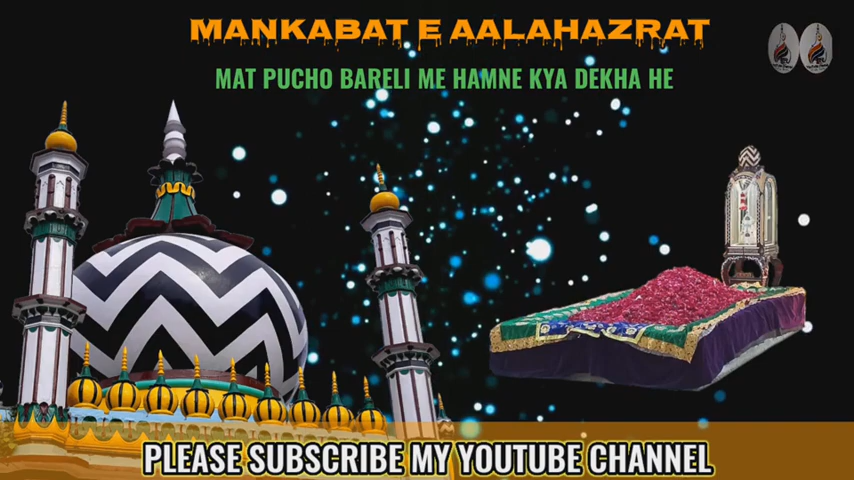 MANKABAT E AALAHAZRAT
MAT PUCHO BARELI ME HAMNE KYA DEKHA HE
PLEASE SUBSCRIBE MY YOUTUBE CHANNEL